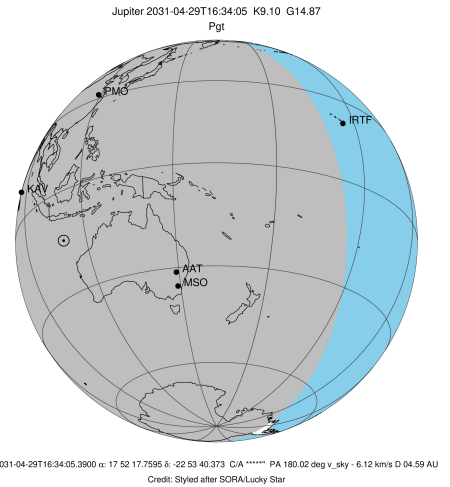 Jupiter 2031-04-29T16:34:05 K9.10 G14.87
Pgt
PMO
IRTF
KAV
AAT
MSO
031-04-29T16:34:05.3900 α: 17 52 17.7595 δ: -22 53 40.373 C/A *****" PA 180.02 deg v_sky - 6.12 km/s D 04.59 AU
Credit: Styled after SORA/Lucky Star